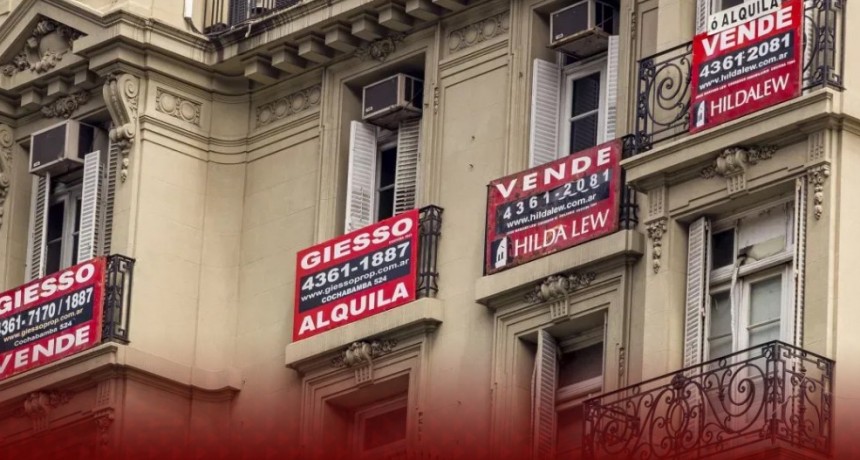 GIESSO
4361-7170/1887
www.giessoprop.com.ar
Cochabamba 524
VENDE
GIESSO
4361-1887
www.giessoprop.com.ar
COCHABAMBA 524
ALQUILA
VENDE
4361-2081
www.hildalew.com.ar
HILDA LEW
ó ALQUILA
VENDE
4361 2081
www.hildalew.com.ar
HILDALEW